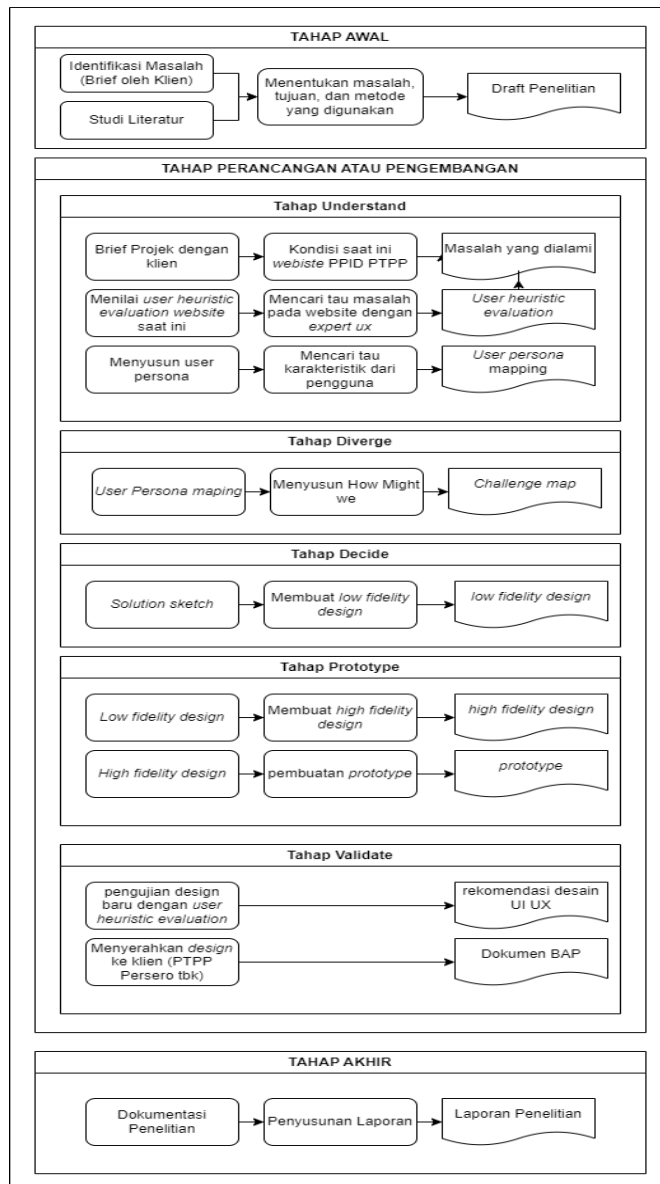 TAHAP AWAL
Identifikasi Masalah
(Brief oleh Klien)
Studi Literatur
Menentukan masalah,
tujuan, dan metode
yang digunakan
Draft Penelitian
TAHAP PERANCANGAN ATAU PENGEMBANGAN
Tahap Understand
Brief Projek dengan
klien
Kondisi saat ini
webiste PPID PTPP
Masalah yang dialami
Menilai user heuristic
evaluation website
saat ini
Mencari tau masalah
pada website dengan
expert ux
User heuristic
evaluation
Menyusun user
persona
Mencari tau
karakteristik dari
pengguna
User persona
mapping
Tahap Diverge
User Persona maping
Menyusun How Might
we
Challenge map
Tahap Decide
Solution sketch
Membuat low fidelity
design
low fidelity design
Tahap Prototype
Low fidelity design
Membuat high fidelity
design
high fidelity design
High fidelity design
pembuatan prototype
prototype
Tahap Validate
pengujian design
baru dengan user
heuristic evaluation
rekomendasi desain
UI UX
Menyerahkan design
ke klien (PTPP
Persero tbk)
Dokumen BAP
TAHAP AKHIR
Dokumentasi
Penelitian
Penyusunan Laporan
Laporan Penelitian